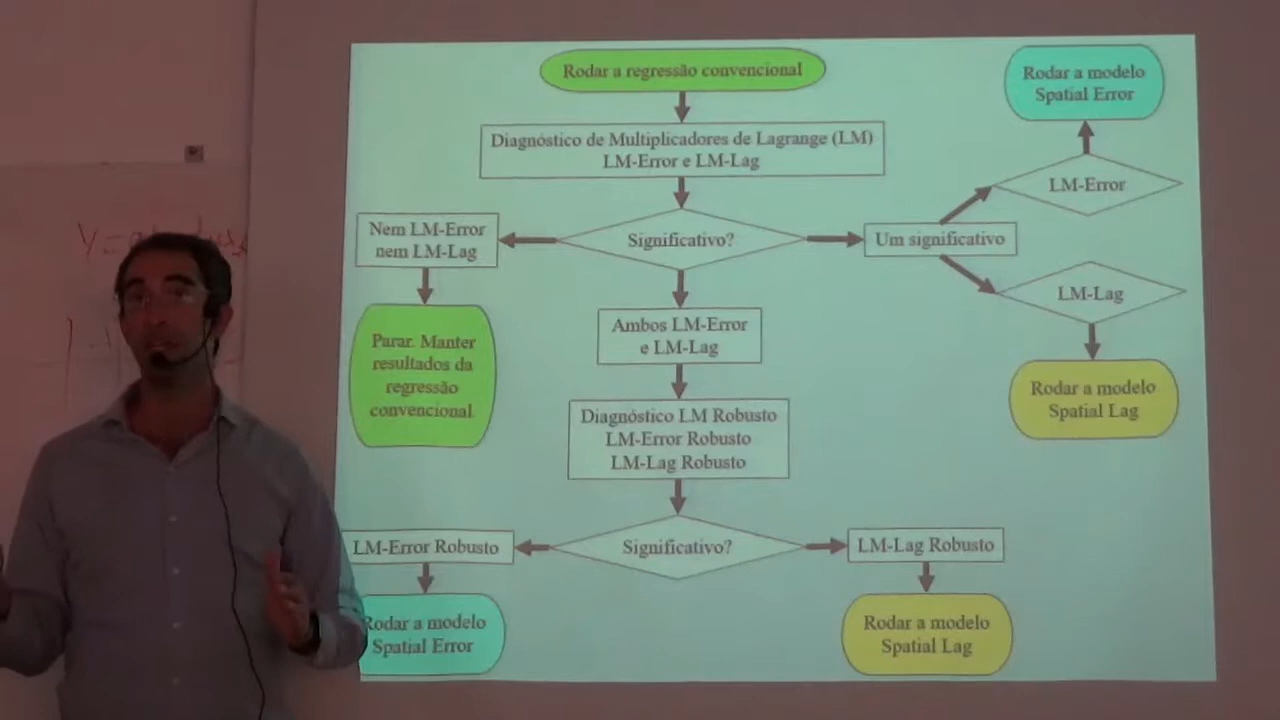 Rodar a regressão convencional
Diagnóstico de Multiplicadores de Lagrange (LM)
LM-Error e LM-Lag
Significativo?
Nem LM-Error
nem LM-Lag
Parar. Manter
resultados da
regressão
convencional
Um significativo
LM-Error
Rodar a modelo
Spatial Error
LM-Lag
Rodar a modelo
Spatial Lag
Ambos LM-Error
e LM-Lag
Diagnóstico LM Robusto
LM-Error Robusto
LM-Lag Robusto
Significativo?
LM-Error Robusto
Rodar a modelo
Spatial Error
LM-Lag Robusto
Rodar a modelo
Spatial Lag